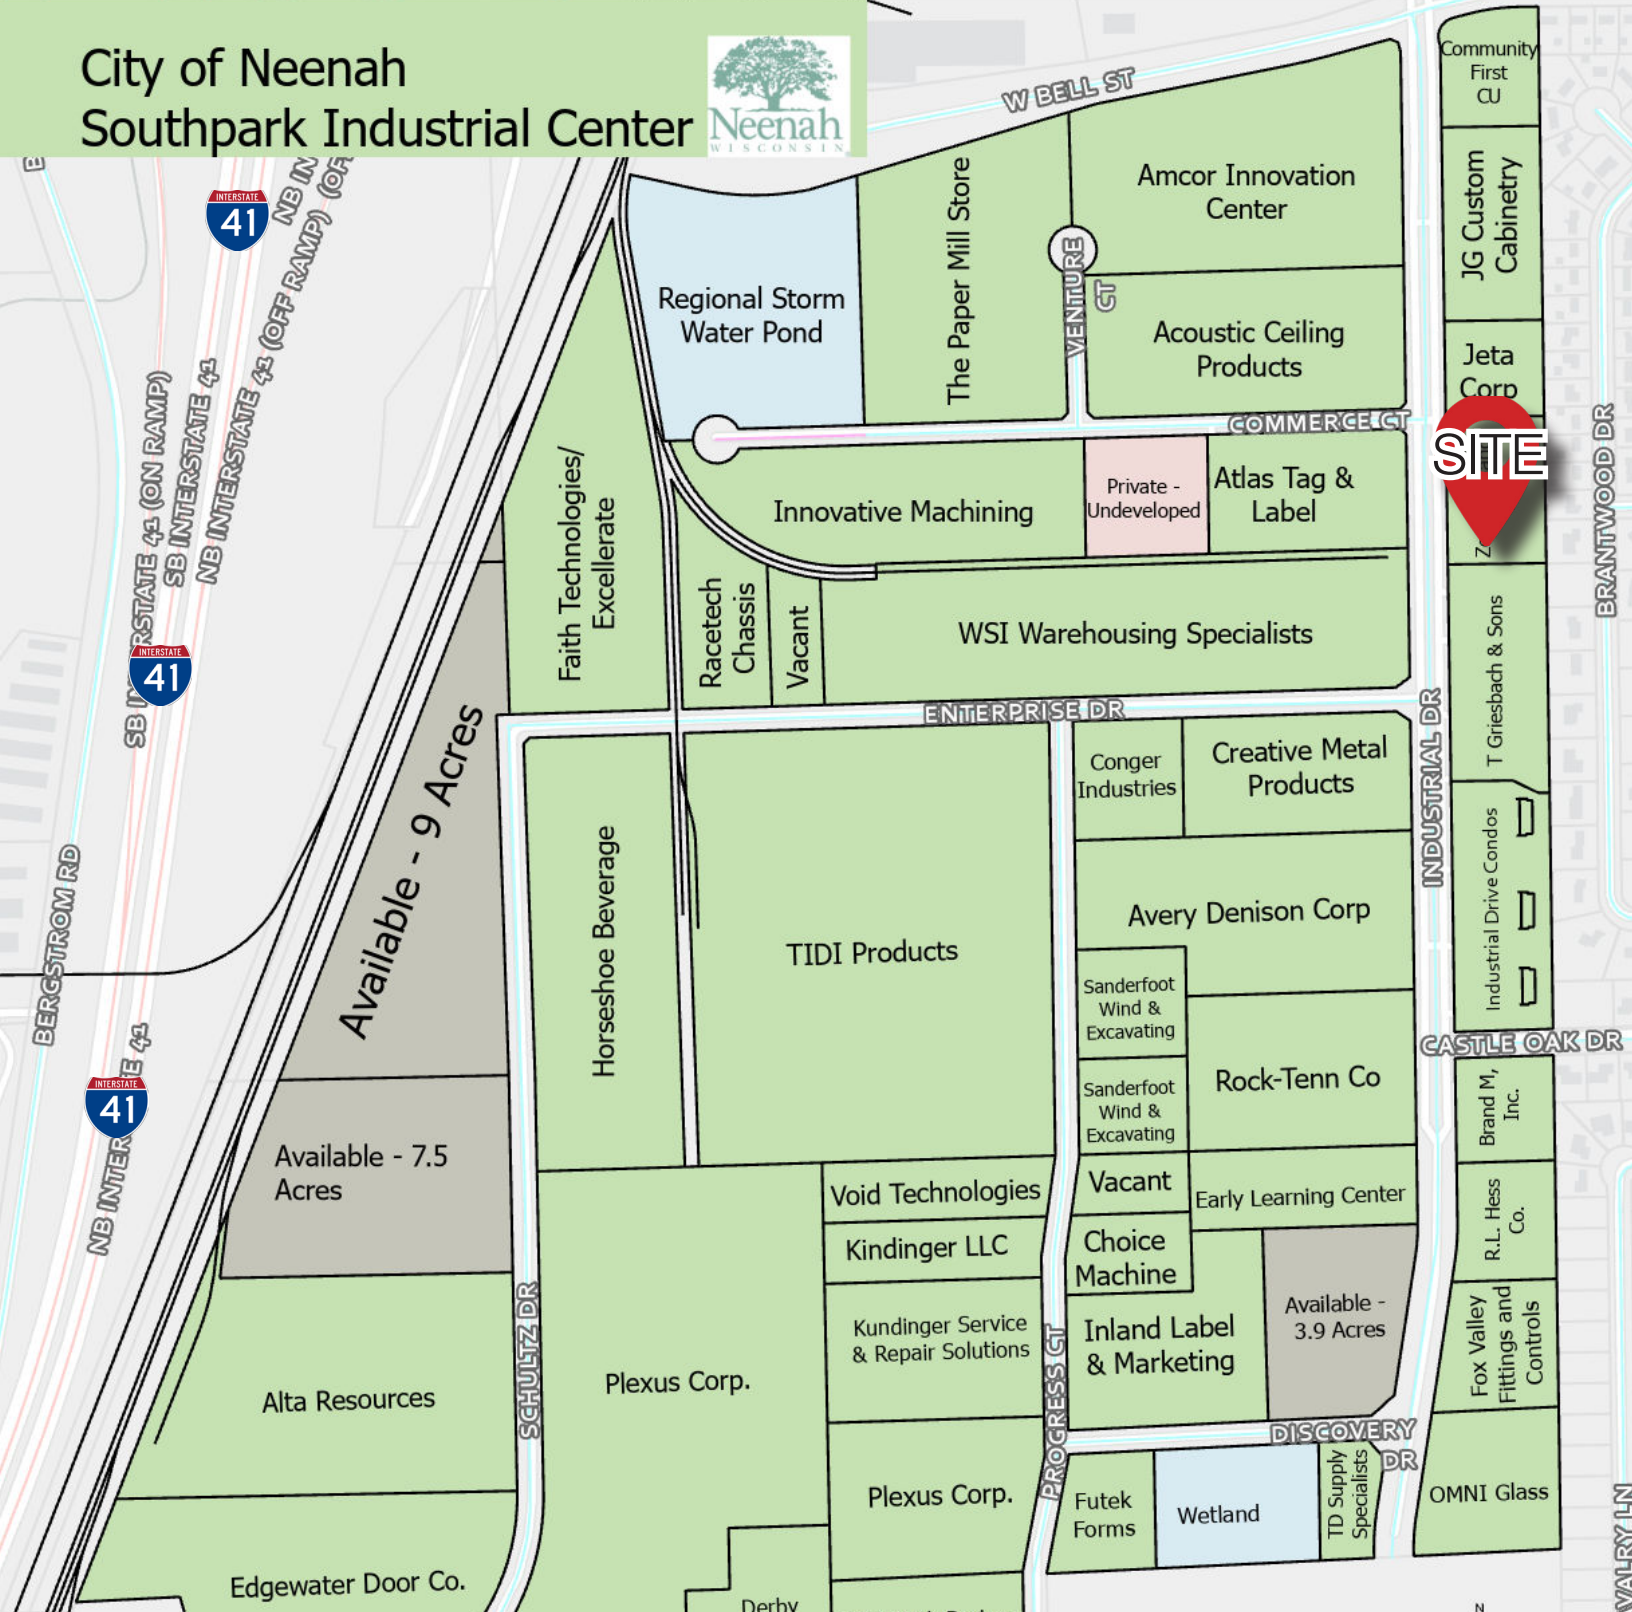 City of Neenah
Southpark Industrial Center
Neenah
WISCONSIN
W BELL ST
Community
First
CU
INTERSTATE
41
NB IN
(OF
NB INTERSTATE 41 (OFF RAMP)
SB INTERSTATE 41
SB IN
RSTATE 41 (ON RAMP)
Regional Storm
Water Pond
The Paper Mill Store
Amcor Innovation
Center
JG Custom
Cabinetry
VENTURE
CT
Acoustic Ceiling
Products
Jeta
Corp
COMMERCE CT
SITE
BRANTWOOD DR
Faith Technologies/
Excellerate
Innovative Machining
Private -
Undeveloped
Atlas Tag &
Label
Racetech
Chassis
Vacant
WSI Warehousing Specialists
T Griesbach & Sons
INTERSTATE
41
ENTERPRISE DR
INDUSTRIAL DR
Available - 9 Acres
Horseshoe Beverage
TIDI Products
Conger
Industries
Creative Metal
Products
Industrial Drive Condos
Avery Denison Corp
BERGSTROM RD
Sanderfoot
Wind &
Excavating
CASTLE OAK DR
Sanderfoot
Wind &
Excavating
Rock-Tenn Co
Brand M,
Inc.
INTERSTATE
41
NB INTER
E 41
Available - 7.5
Acres
Void Technologies
Vacant
Early Learning Center
R.L. Hess
Co.
Kindinger LLC
Choice
Machine
SCHULTZ DR
Plexus Corp.
Kundinger Service
& Repair Solutions
PROGRESS CT
Inland Label
& Marketing
Available -
3.9 Acres
Fox Valley
Fittings and
Controls
Alta Resources
DISCOVERY
DR
Plexus Corp.
Futek
Forms
Wetland
TD Supply
Specialists
OMNI Glass
Edgewater Door Co.
Derby
VALRY LN
N